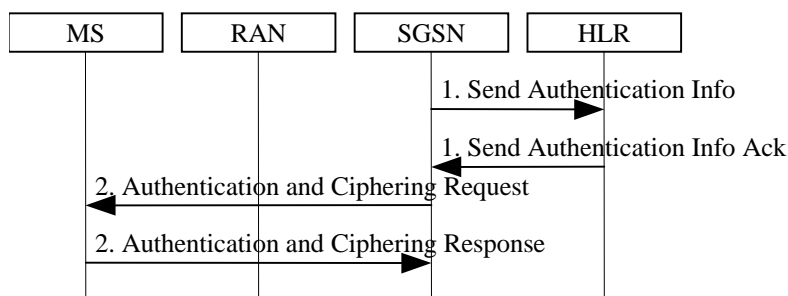 MS RAN SGSN HLR
1. Send Authentication Info
1. Send Authentication Info Ack
2. Authentication and Ciphering Request
2. Authentication and Ciphering Response